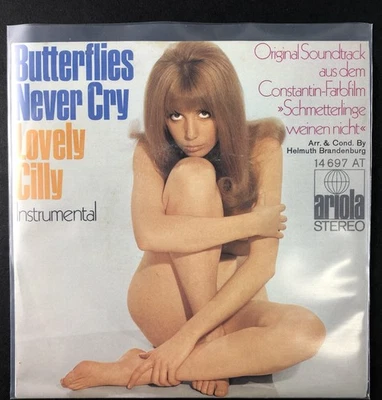 Butterflies
Never Cry
Lovely
Cilly
Instrumental
Original Soundtrack
aus dem
Constantin-Farbfilm
»Schmetterlinge
weinen nicht«
Arr. & Cond. By
Helmuth Brandenburg
14 697 AT
ariola
STEREO